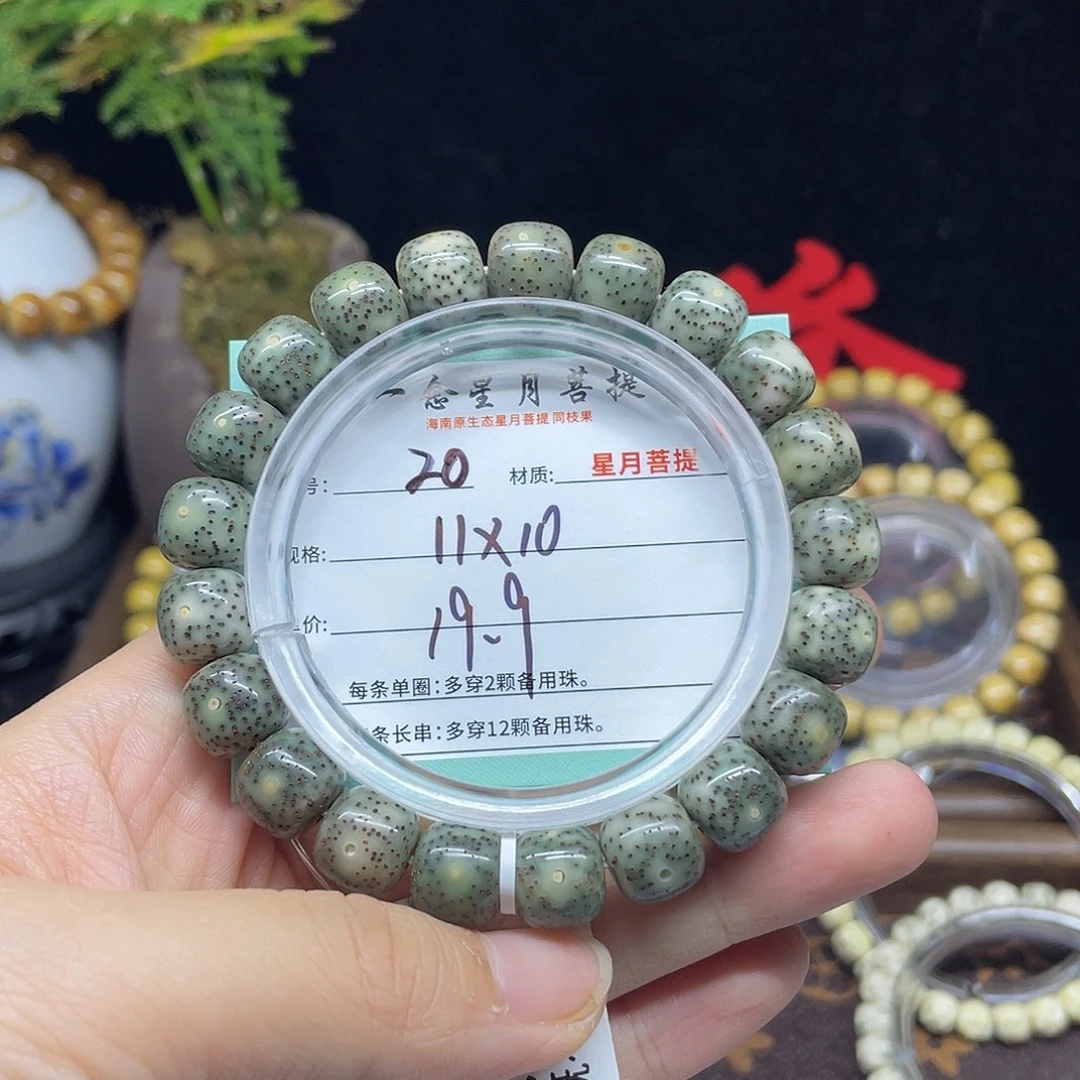 一念星月菩提
海南原生态星月菩提 同枝果
号: 20 材质: 星月菩提
规格: 11×10
价: 19.9
每条单圈: 多穿2颗备用珠。
条长串: 多穿12颗备用珠。